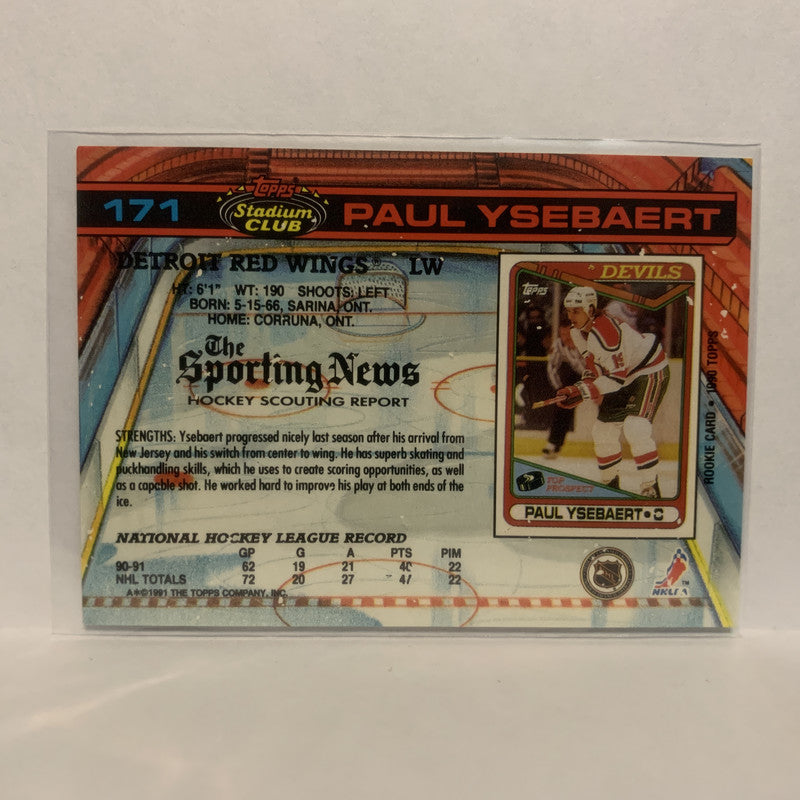 171
Topps
Stadium
CLUB
PAUL YSEBAERT
DETROIT RED WINGS® LW
HT: 6'1" WT: 190 SHOOTS: LEFT
BORN: 5-15-66, SARINA, ONT.
HOME: CORRUNA, ONT.
The
Sporting News
HOCKEY SCOUTING REPORT
STRENGTHS: Ysebaert progressed nicely last season after his arrival from
New Jersey and his switch from center to wing. He has superb skating and
puckhandling skills, which he uses to create scoring opportunities, as well
as a capable shot. He worked hard to improve his play at both ends of the
ice.
NATIONAL HOCKEY LEAGUE RECORD
GP G A PTS PIM
90-91 62 19 21 40 22
NHL TOTALS 72 20 27 47 22
A*©1991 THE TOPPS COMPANY, INC.
DEVILS
Topps
15
TOP
PROSPECT
PAUL YSEBAERT•C
ROOKIE CARD • 1990 TOPPS
NHL
NHLPA
TM